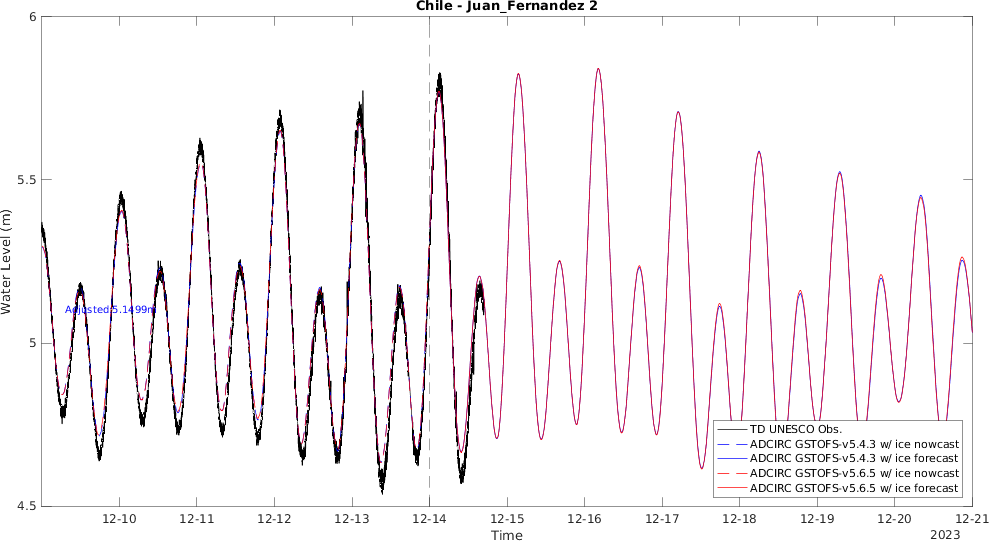 Chile - Juan_Fernandez 2
6
5.5
5
4.5
Water Level (m)
Adjusted:5.1499m
TD UNESCO Obs.
ADCIRC GSTOFS-v5.4.3 w/ ice nowcast
ADCIRC GSTOFS-v5.4.3 w/ ice forecast
ADCIRC GSTOFS-v5.6.5 w/ ice nowcast
ADCIRC GSTOFS-v5.6.5 w/ ice forecast
12-10 12-11 12-12 12-13 12-14 12-15 12-16 12-17 12-18 12-19 12-20 12-21
Time
2023